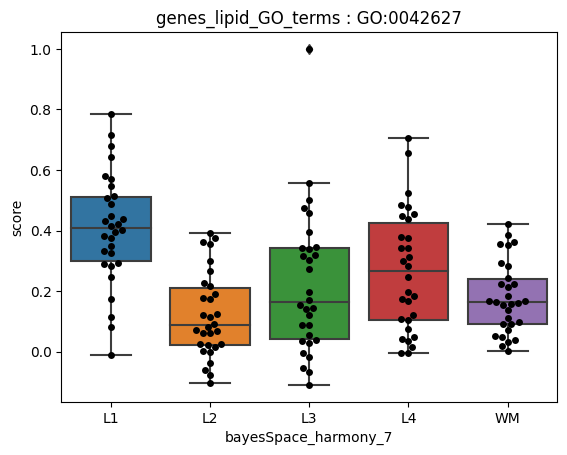 genes_lipid_GO_terms : GO:0042627
1.0
0.8
0.6
0.4
0.2
0.0
score
L1 L2 L3 L4 WM
bayesSpace_harmony_7